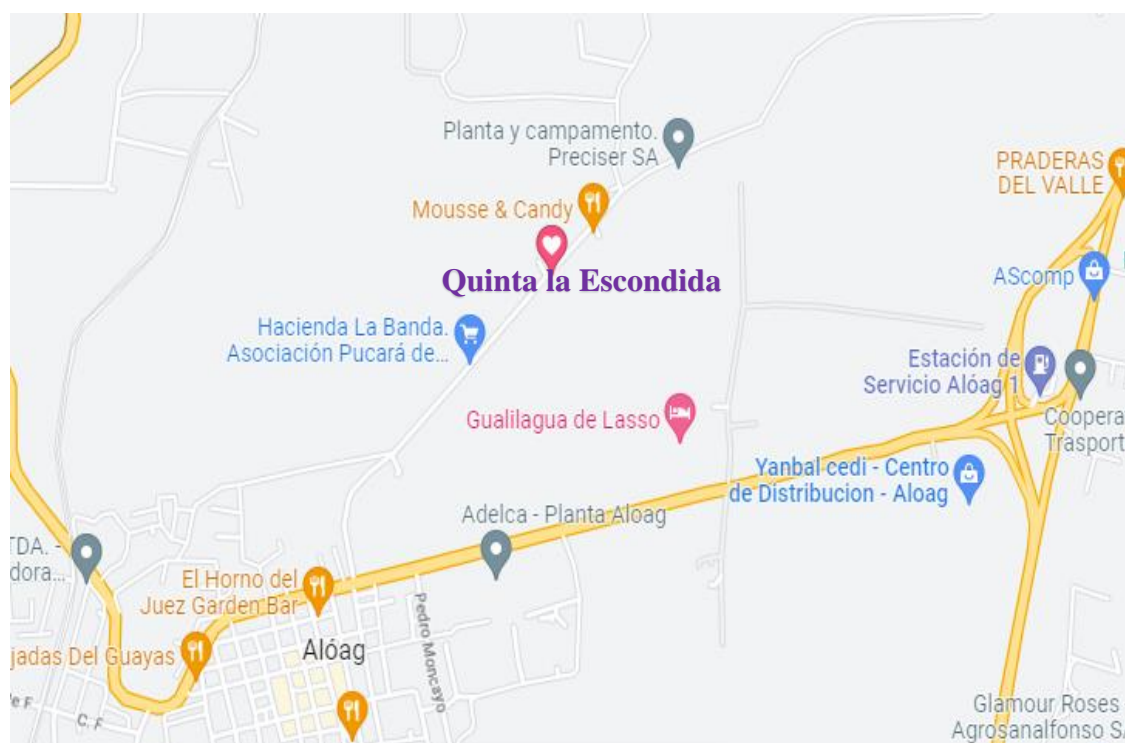 Planta y campamento.
Preciser SA
PRADERAS
DEL VALLE
Mousse & Candy
Quinta la Escondida
AScomp
Hacienda La Banda.
Asociación Pucará de...
Estación de
Servicio Alóag 1
Gualilagua de Lasso
Coopera
Trasport
Yanbal cedi - Centro
de Distribucion - Aloag
Adelca - Planta Aloag
TDA. -
dora...
El Horno del
Juez Garden Bar
Pedro Moncayo
Alóag
jadas Del Guayas
e F
C. F
Glamour Roses
Agrosanalfonso S